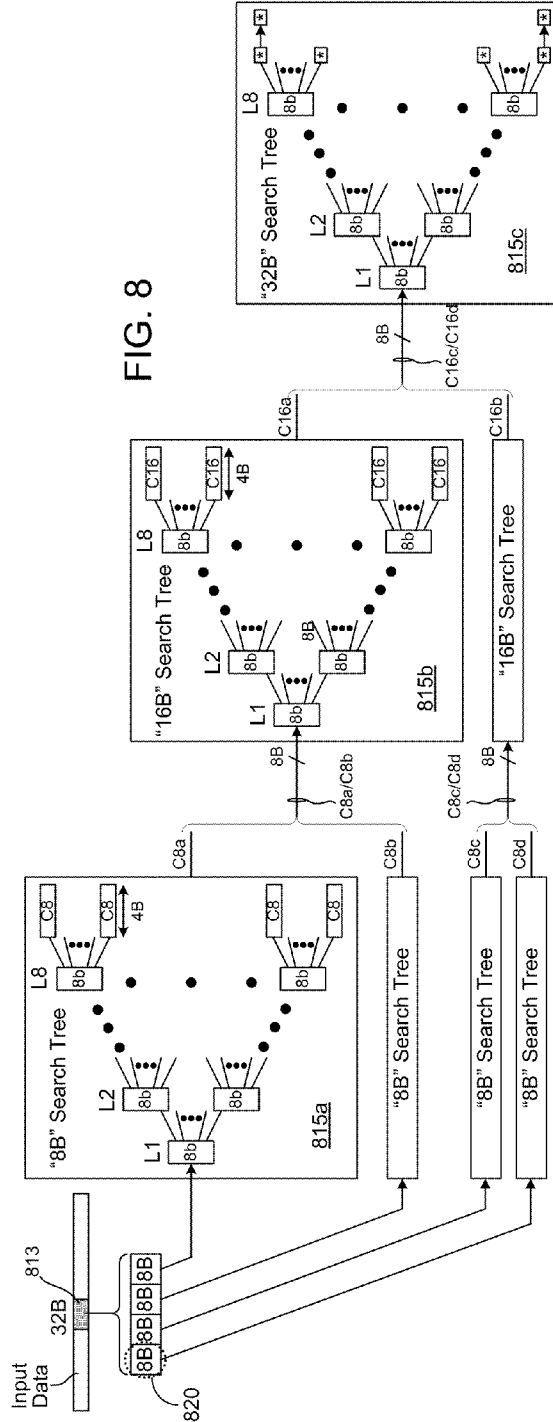 FIG. 8
Input
Data
32B
813
8B 8B 8B 8B
820
"8B" Search Tree
L1
L2
L8
8b
8b
8b
8b
8b
C8
C8
4B
C8
C8
815a
"8B" Search Tree
"8B" Search Tree
"8B" Search Tree
C8a
C8b
C8c
C8d
8B
C8a/C8b
8B
C8c/C8d
"16B" Search Tree
L1
L2
L8
8b
8b
8b
8B
8b
8b
C16
C16
4B
C16
C16
815b
"16B" Search Tree
C16a
C16b
8B
C16c/C16d
"32B" Search Tree
L1
L2
L8
8b
8b
8b
8b
8b
* *
*
*
* *
815c